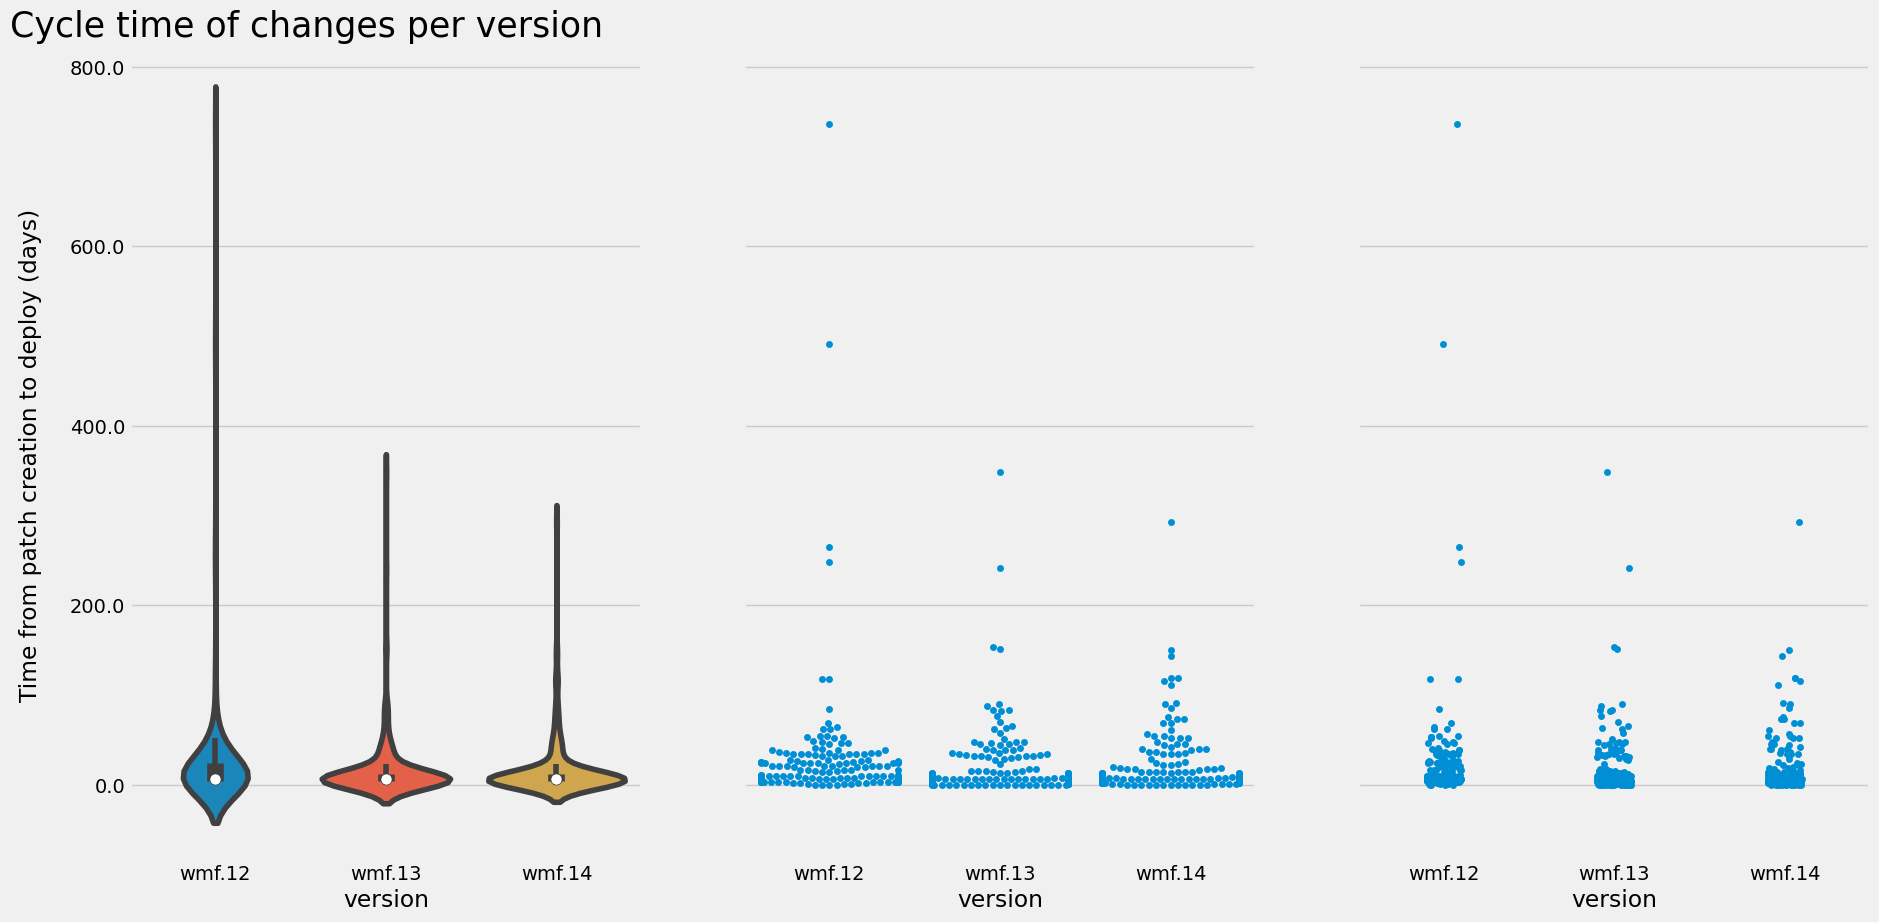 Cycle time of changes per version
Time from patch creation to deploy (days)
800.0
600.0
400.0
200.0
0.0
wmf.12 wmf.13 wmf.14
version
wmf.12 wmf.13 wmf.14
version
wmf.12 wmf.13 wmf.14
version